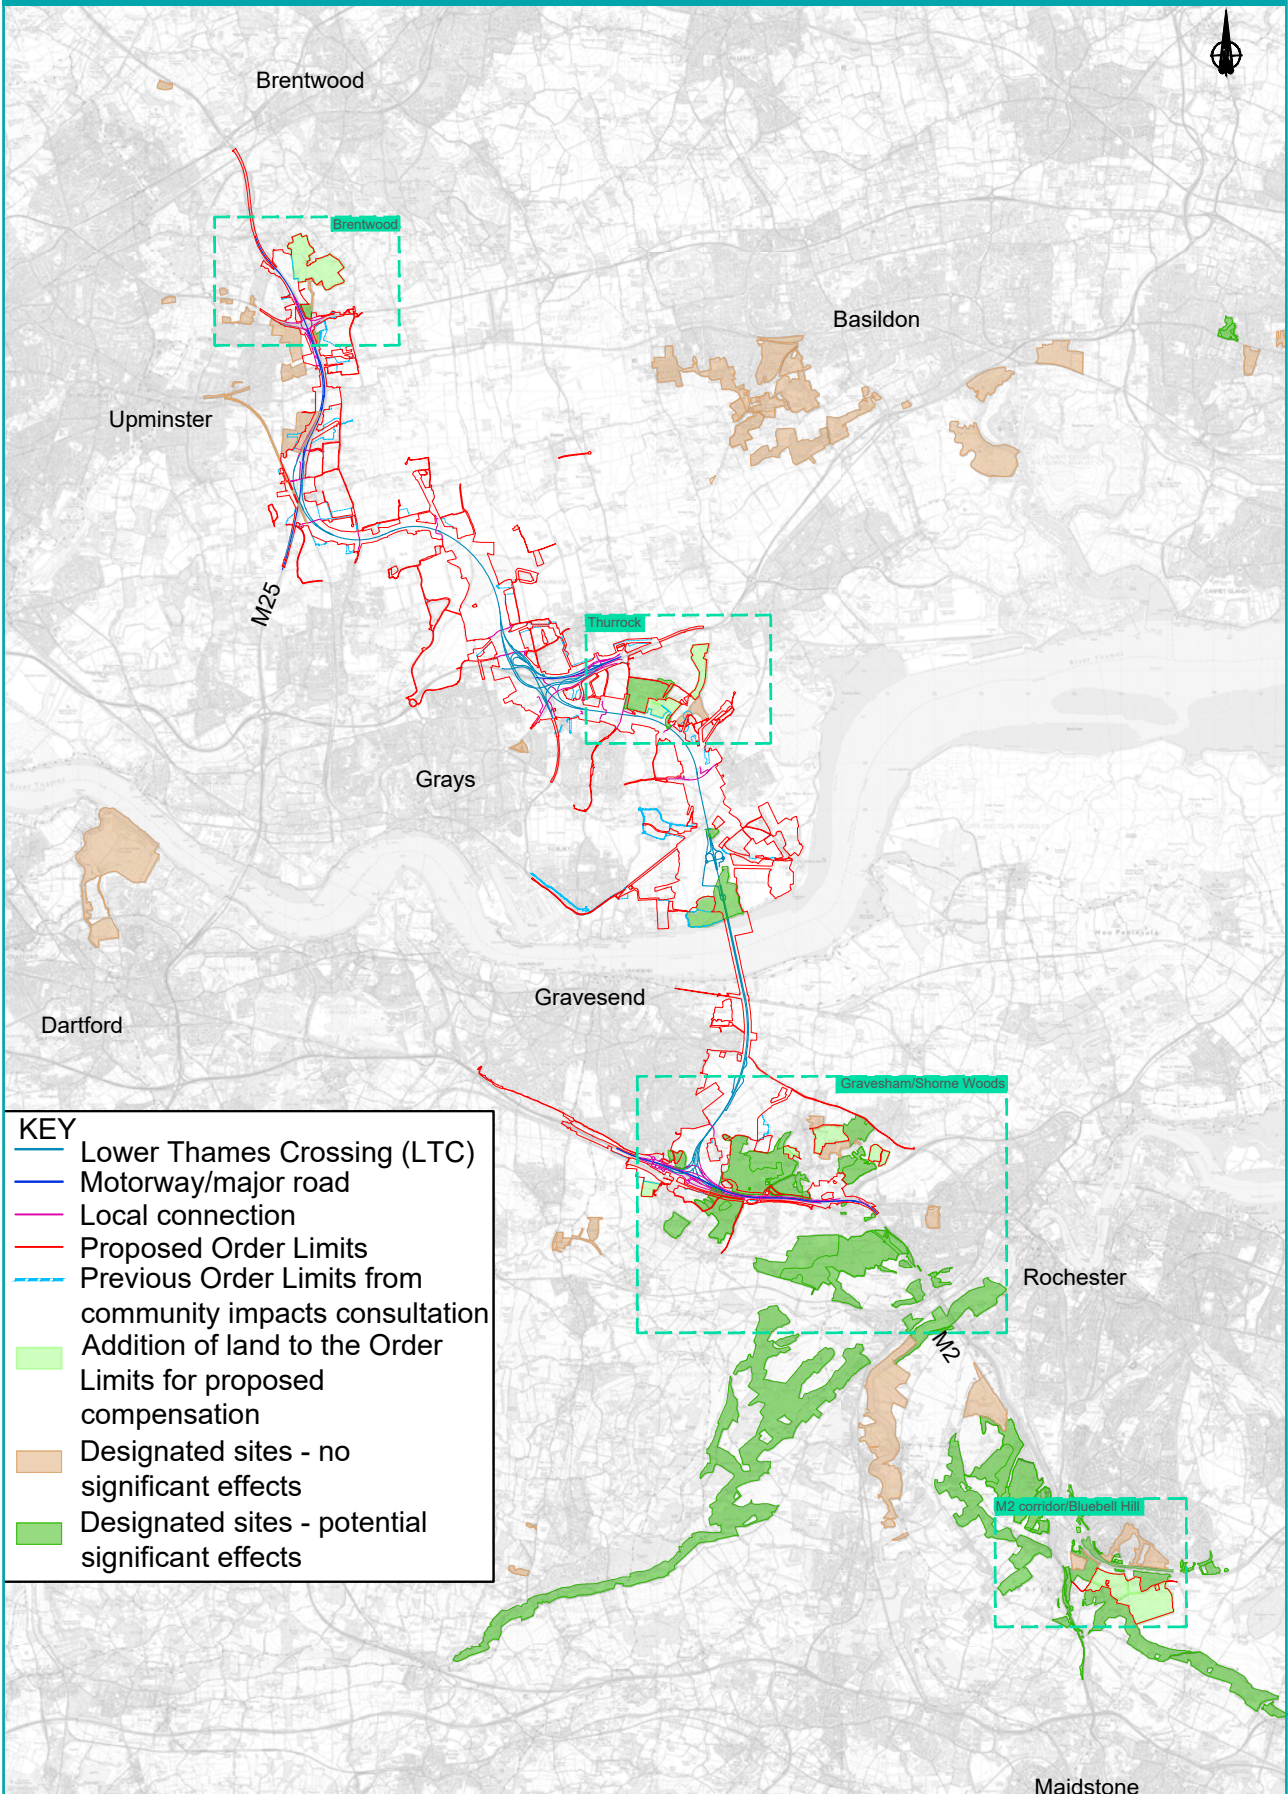 Brentwood
Brentwood
Basildon
Upminster
M25
Thurrock
Grays
Gravesend
Dartford
Gravesham/Shorne Woods
KEY
Lower Thames Crossing (LTC)
Motorway/major road
Local connection
Proposed Order Limits
Previous Order Limits from
community impacts consultation
Addition of land to the Order
Limits for proposed
compensation
Designated sites - no
significant effects
Designated sites - potential
significant effects
Rochester
M2
M2 corridor/Bluebell Hill
Maidstone